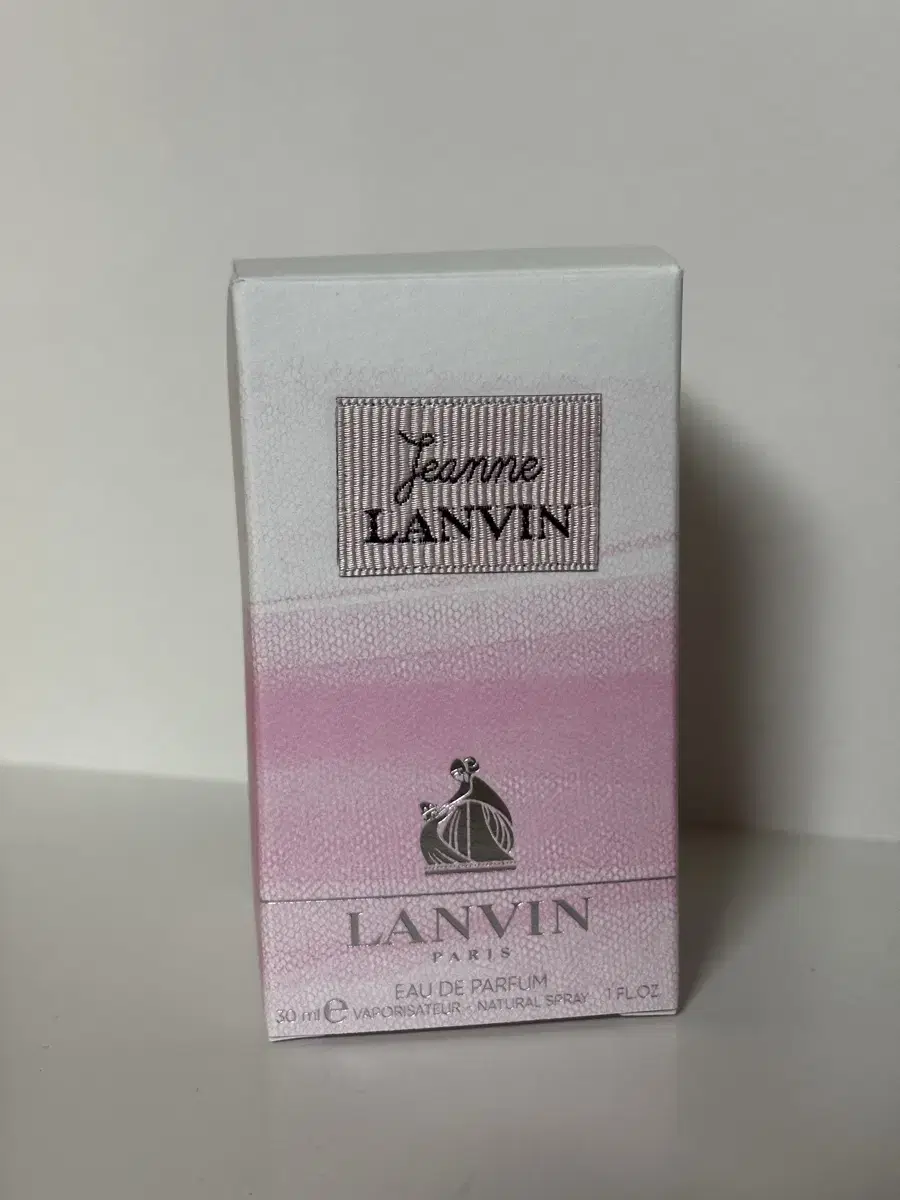 Jeanne
LANVIN
LANVIN
PARIS
EAU DE PARFUM
30 ml ℮ VAPORISATEUR - NATURAL SPRAY 1 FL.OZ